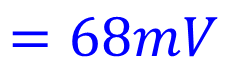 = 68mV